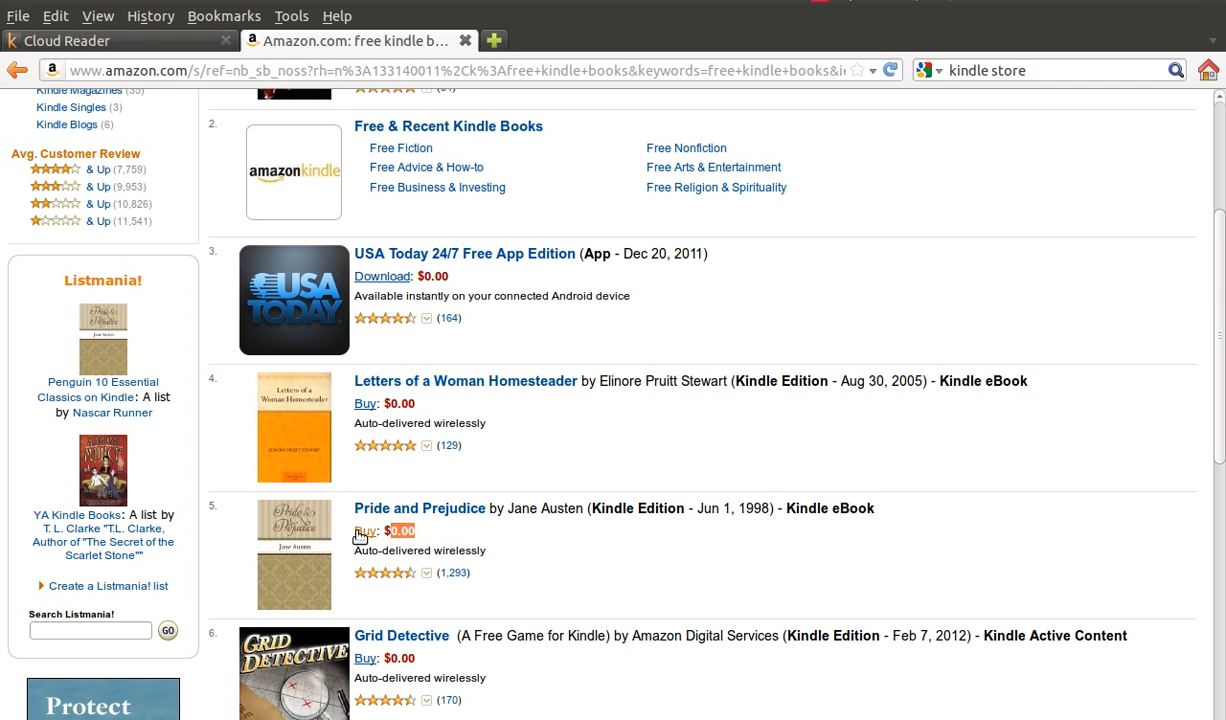 File Edit View History Bookmarks Tools Help
Cloud Reader
Amazon.com: free kindle b...
www.amazon.com/s/ref=nb_sb_noss?rh=n%3A133140011%2Ck%3Afree+kindle+books&keywords=free+kindle+books&ie
kindle store
Kindle Magazines (35)
Kindle Singles (3)
Kindle Blogs (6)
Avg. Customer Review
& Up (7,759)
& Up (9,953)
& Up (10,826)
& Up (11,541)
Listmania!
Pride & Prejudice
Jane Austen
Penguin 10 Essential
Classics on Kindle: A list
by Nascar Runner
YA Kindle Books: A list by
T. L. Clarke "T.L. Clarke,
Author of "The Secret of the
Scarlet Stone""
Create a Listmania! list
Search Listmania!
GO
Protect
2.
amazonkindle
Free & Recent Kindle Books
Free Fiction
Free Nonfiction
Free Advice & How-to
Free Arts & Entertainment
Free Business & Investing
Free Religion & Spirituality
3.
USA
TODAY
USA Today 24/7 Free App Edition (App - Dec 20, 2011)
Download: $0.00
Available instantly on your connected Android device
(164)
4.
Letters of a
Woman Homesteader
ELINORE PRUITT STEWART
Letters of a Woman Homesteader by Elinore Pruitt Stewart (Kindle Edition - Aug 30, 2005) - Kindle eBook
Buy: $0.00
Auto-delivered wirelessly
(129)
5.
Pride &
Prejudice
Jane Austen
Pride and Prejudice by Jane Austen (Kindle Edition - Jun 1, 1998) - Kindle eBook
Buy: $0.00
Auto-delivered wirelessly
(1,293)
6.
GRID
DETECTIVE
Grid Detective (A Free Game for Kindle) by Amazon Digital Services (Kindle Edition - Feb 7, 2012) - Kindle Active Content
Buy: $0.00
Auto-delivered wirelessly
(170)